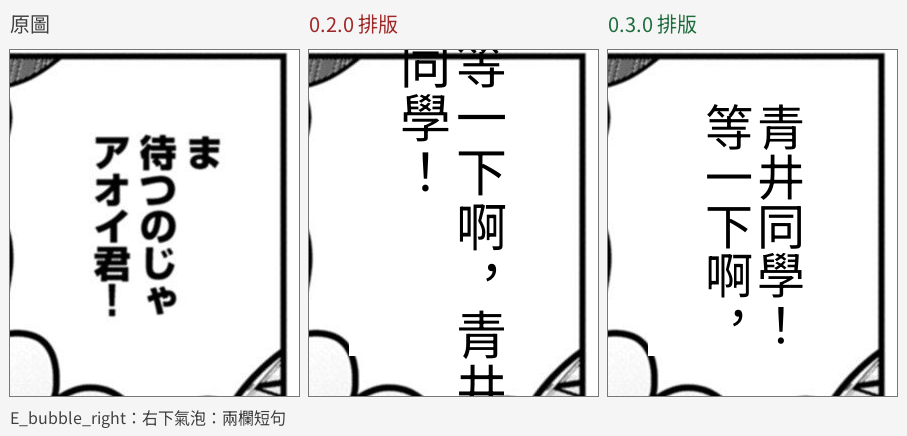 原圖
0.2.0 排版
0.3.0 排版
ま
待つのじゃ
アオイ君！
等一下啊，青井
同學！
青井同學！
等一下啊，
E_bubble_right：右下氣泡：兩欄短句